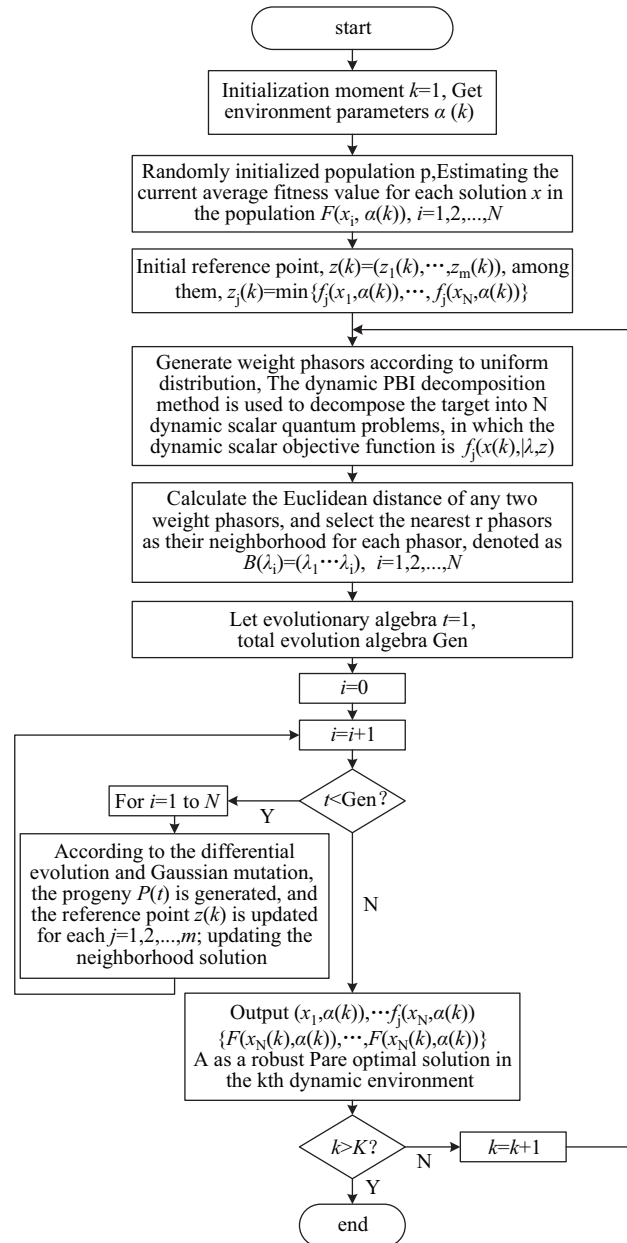 start
Initialization moment k=1, Get
environment parameters α (k)
Randomly initialized population p,Estimating the
current average fitness value for each solution x in
the population F(xi, α(k)), i=1,2,...,N
Initial reference point, z(k)=(z1(k),⋯,zm(k)), among
them, zj(k)=min{fj(x1,α(k)),⋯, fj(xN,α(k)}
Generate weight phasors according to uniform
distribution, The dynamic PBI decomposition
method is used to decompose the target into N
dynamic scalar quantum problems, in which the
dynamic scalar objective function is fj(x(k),|λ,z)
Calculate the Euclidean distance of any two
weight phasors, and select the nearest r phasors
as their neighborhood for each phasor, denoted as
B(λi)=(λ1⋯λi), i=1,2,...,N
Let evolutionary algebra t=1,
total evolution algebra Gen
i=0
i=i+1
t<Gen?
Y
For i=1 to N
According to the differential
evolution and Gaussian mutation,
the progeny P(t) is generated, and
the reference point z(k) is updated
for each j=1,2,...,m; updating the
neighborhood solution
N
Output (x1,α(k)),⋯fj(xN,α(k)
{F(xN(k),α(k)),⋯,F(xN(k),α(k))}
A as a robust Pare optimal solution in
the kth dynamic environment
k>K?
N
k=k+1
Y
end